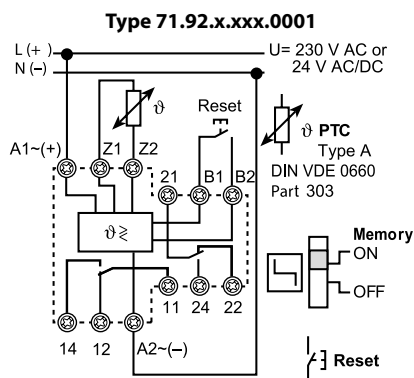 Type 71.92.x.xxx.0001
L (+)
U= 230 V AC or
N (–)
24 V AC/DC
ϑ
Reset
A1~(+) Z1 Z2
ϑ PTC
Type A
21 B1 B2
DIN VDE 0660
Part 303
ϑ ≷
Memory
ON
OFF
11 24 22
14 12 A2~(–)
Reset